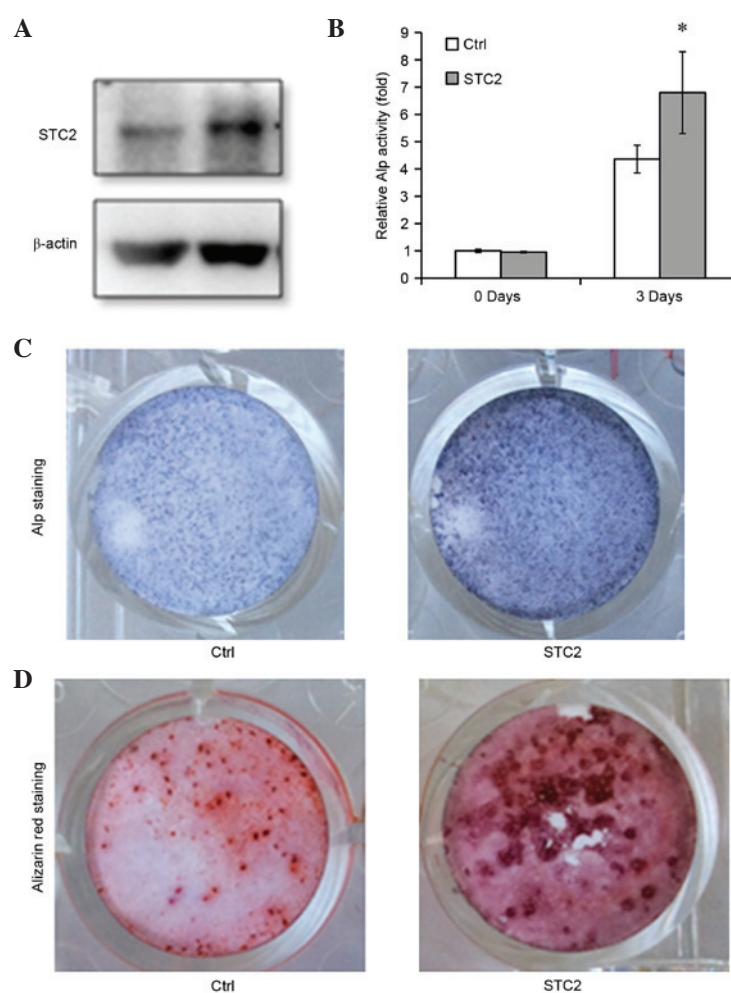 A
STC2
β-actin
B
*
Ctrl
STC2
Relative Alp activity (fold)
10
9
8
7
6
5
4
3
2
1
0
0 Days
3 Days
C
Alp staining
Ctrl
STC2
D
Alizarin red staining
Ctrl
STC2